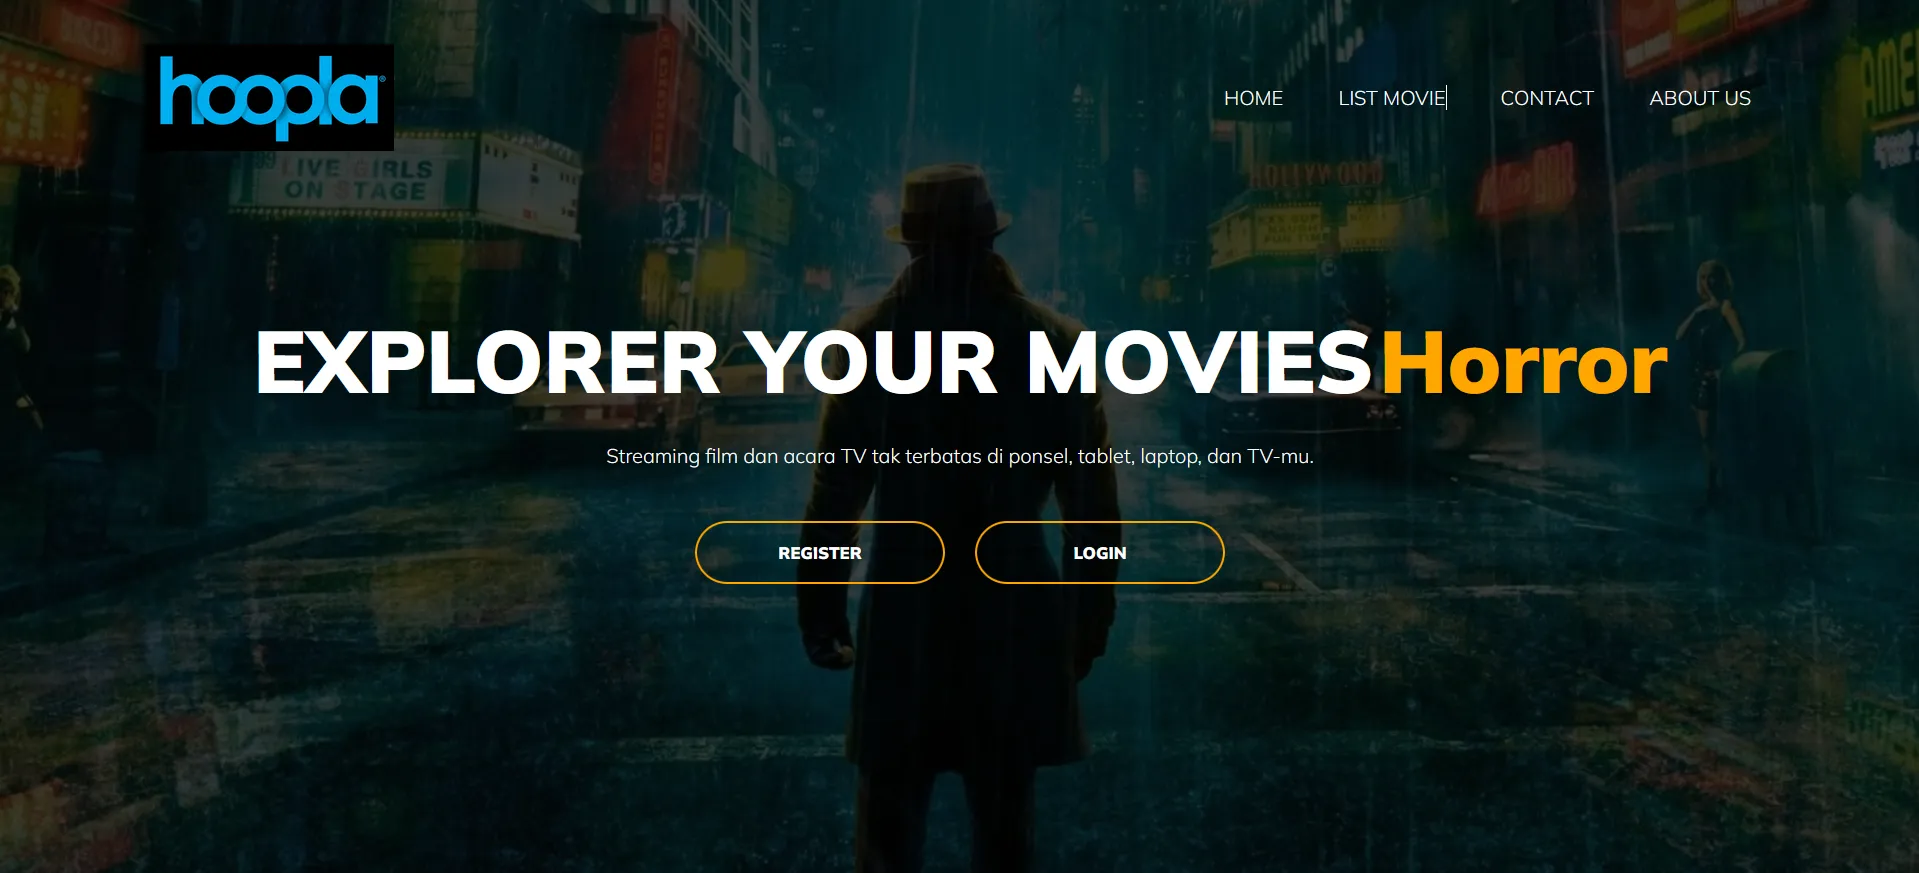 hoopla®
HOME LIST MOVIE CONTACT ABOUT US
LIVE GIRLS
ON STAGE
HOLLYWOOD
AME
EXPLORER YOUR MOVIES Horror
Streaming film dan acara TV tak terbatas di ponsel, tablet, laptop, dan TV-mu.
REGISTER LOGIN